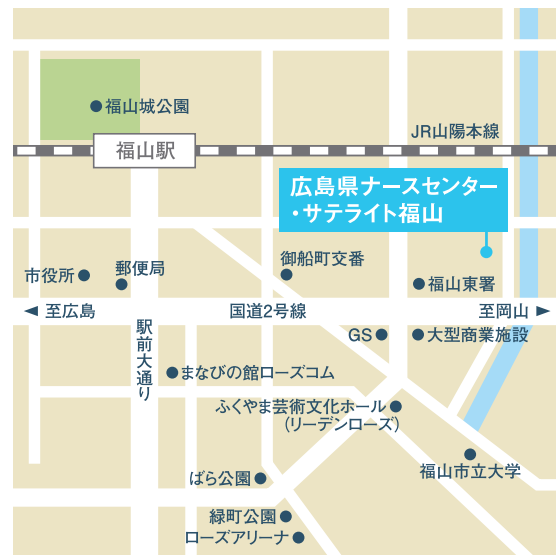 福山城公園
JR山陽本線
福山駅
広島県ナースセンター
・サテライト福山
御船町交番
郵便局
市役所
福山東署
◀ 至広島
国道2号線
至岡山 ▶
駅前大通り
GS
大型商業施設
まなびの館ローズコム
ふくやま芸術文化ホール
(リーデンローズ)
福山市立大学
ばら公園
緑町公園
ローズアリーナ